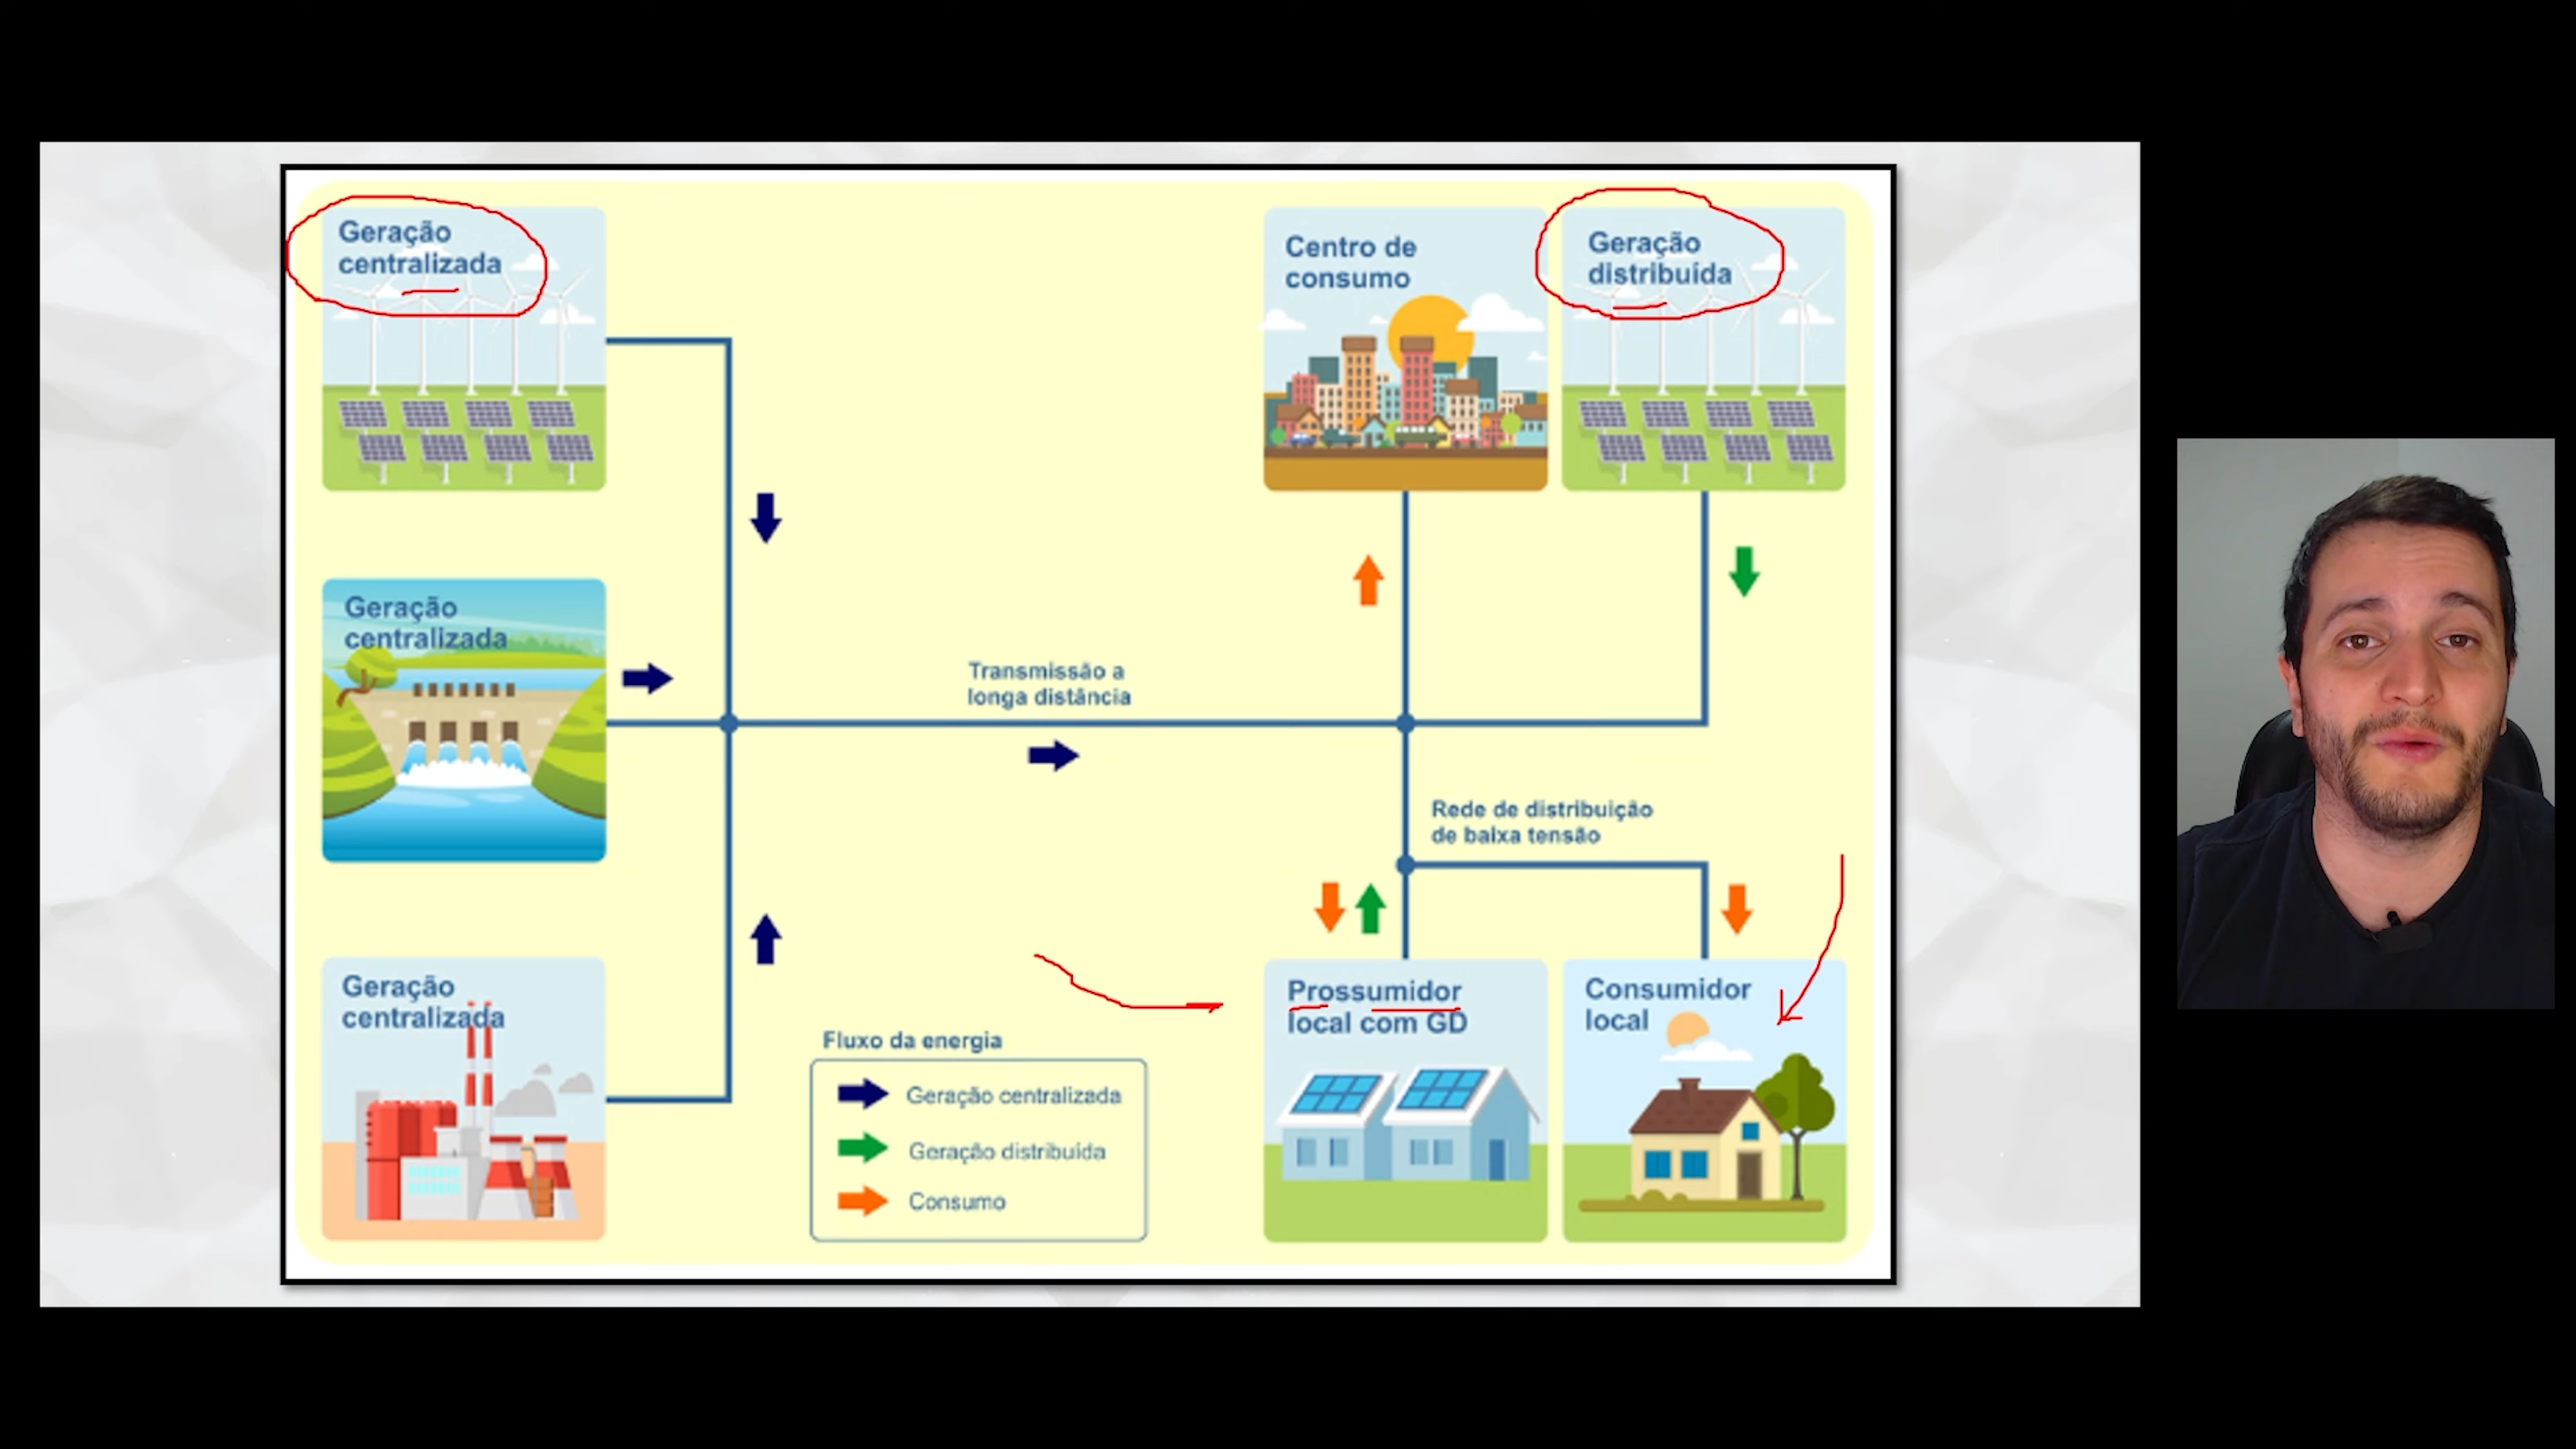 Geração
centralizada
Centro de
consumo
Geração
distribuída
Geração
centralizada
Transmissão a
longa distância
Rede de distribuição
de baixa tensão
Geração
centralizada
Fluxo da energia
Geração centralizada
Geração distribuída
Consumo
Prossumidor
local com GD
Consumidor
local